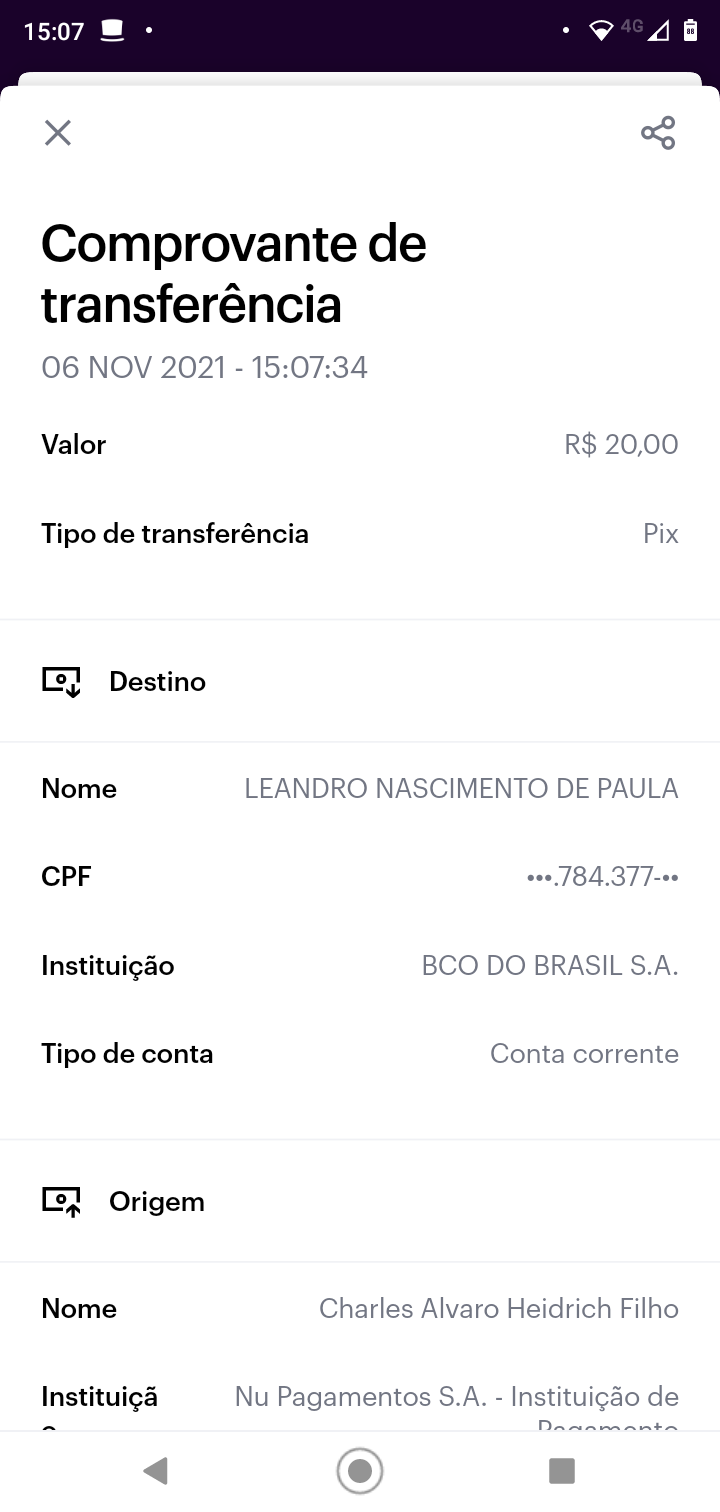 15:07
4G
88
Comprovante de
transferência
06 NOV 2021 - 15:07:34
Valor R$ 20,00
Tipo de transferência Pix
Destino
Nome LEANDRO NASCIMENTO DE PAULA
CPF •••.784.377-••
Instituição BCO DO BRASIL S.A.
Tipo de conta Conta corrente
Origem
Nome Charles Alvaro Heidrich Filho
Instituiçã Nu Pagamentos S.A. - Instituição de
o Pagamento